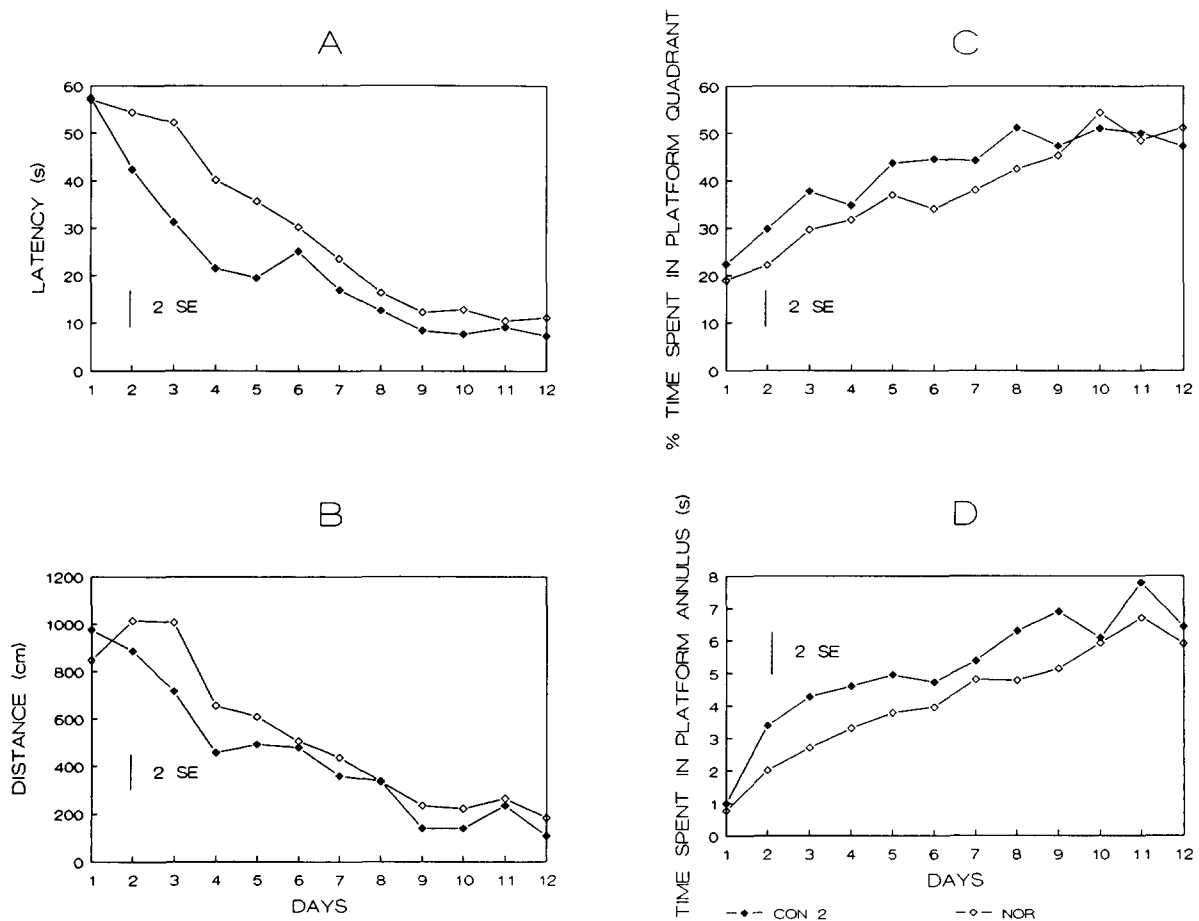 A
LATENCY (s)
60
50
40
30
20
10
0
2 SE
1 2 3 4 5 6 7 8 9 10 11 12
B
DISTANCE (cm)
1200
1000
800
600
400
200
0
2 SE
1 2 3 4 5 6 7 8 9 10 11 12
DAYS
C
% TIME SPENT IN PLATFORM QUADRANT
60
50
40
30
20
10
0
2 SE
1 2 3 4 5 6 7 8 9 10 11 12
D
TIME SPENT IN PLATFORM ANNULUS (s)
8
7
6
5
4
3
2
1
0
2 SE
1 2 3 4 5 6 7 8 9 10 11 12
DAYS
CON 2
NOR